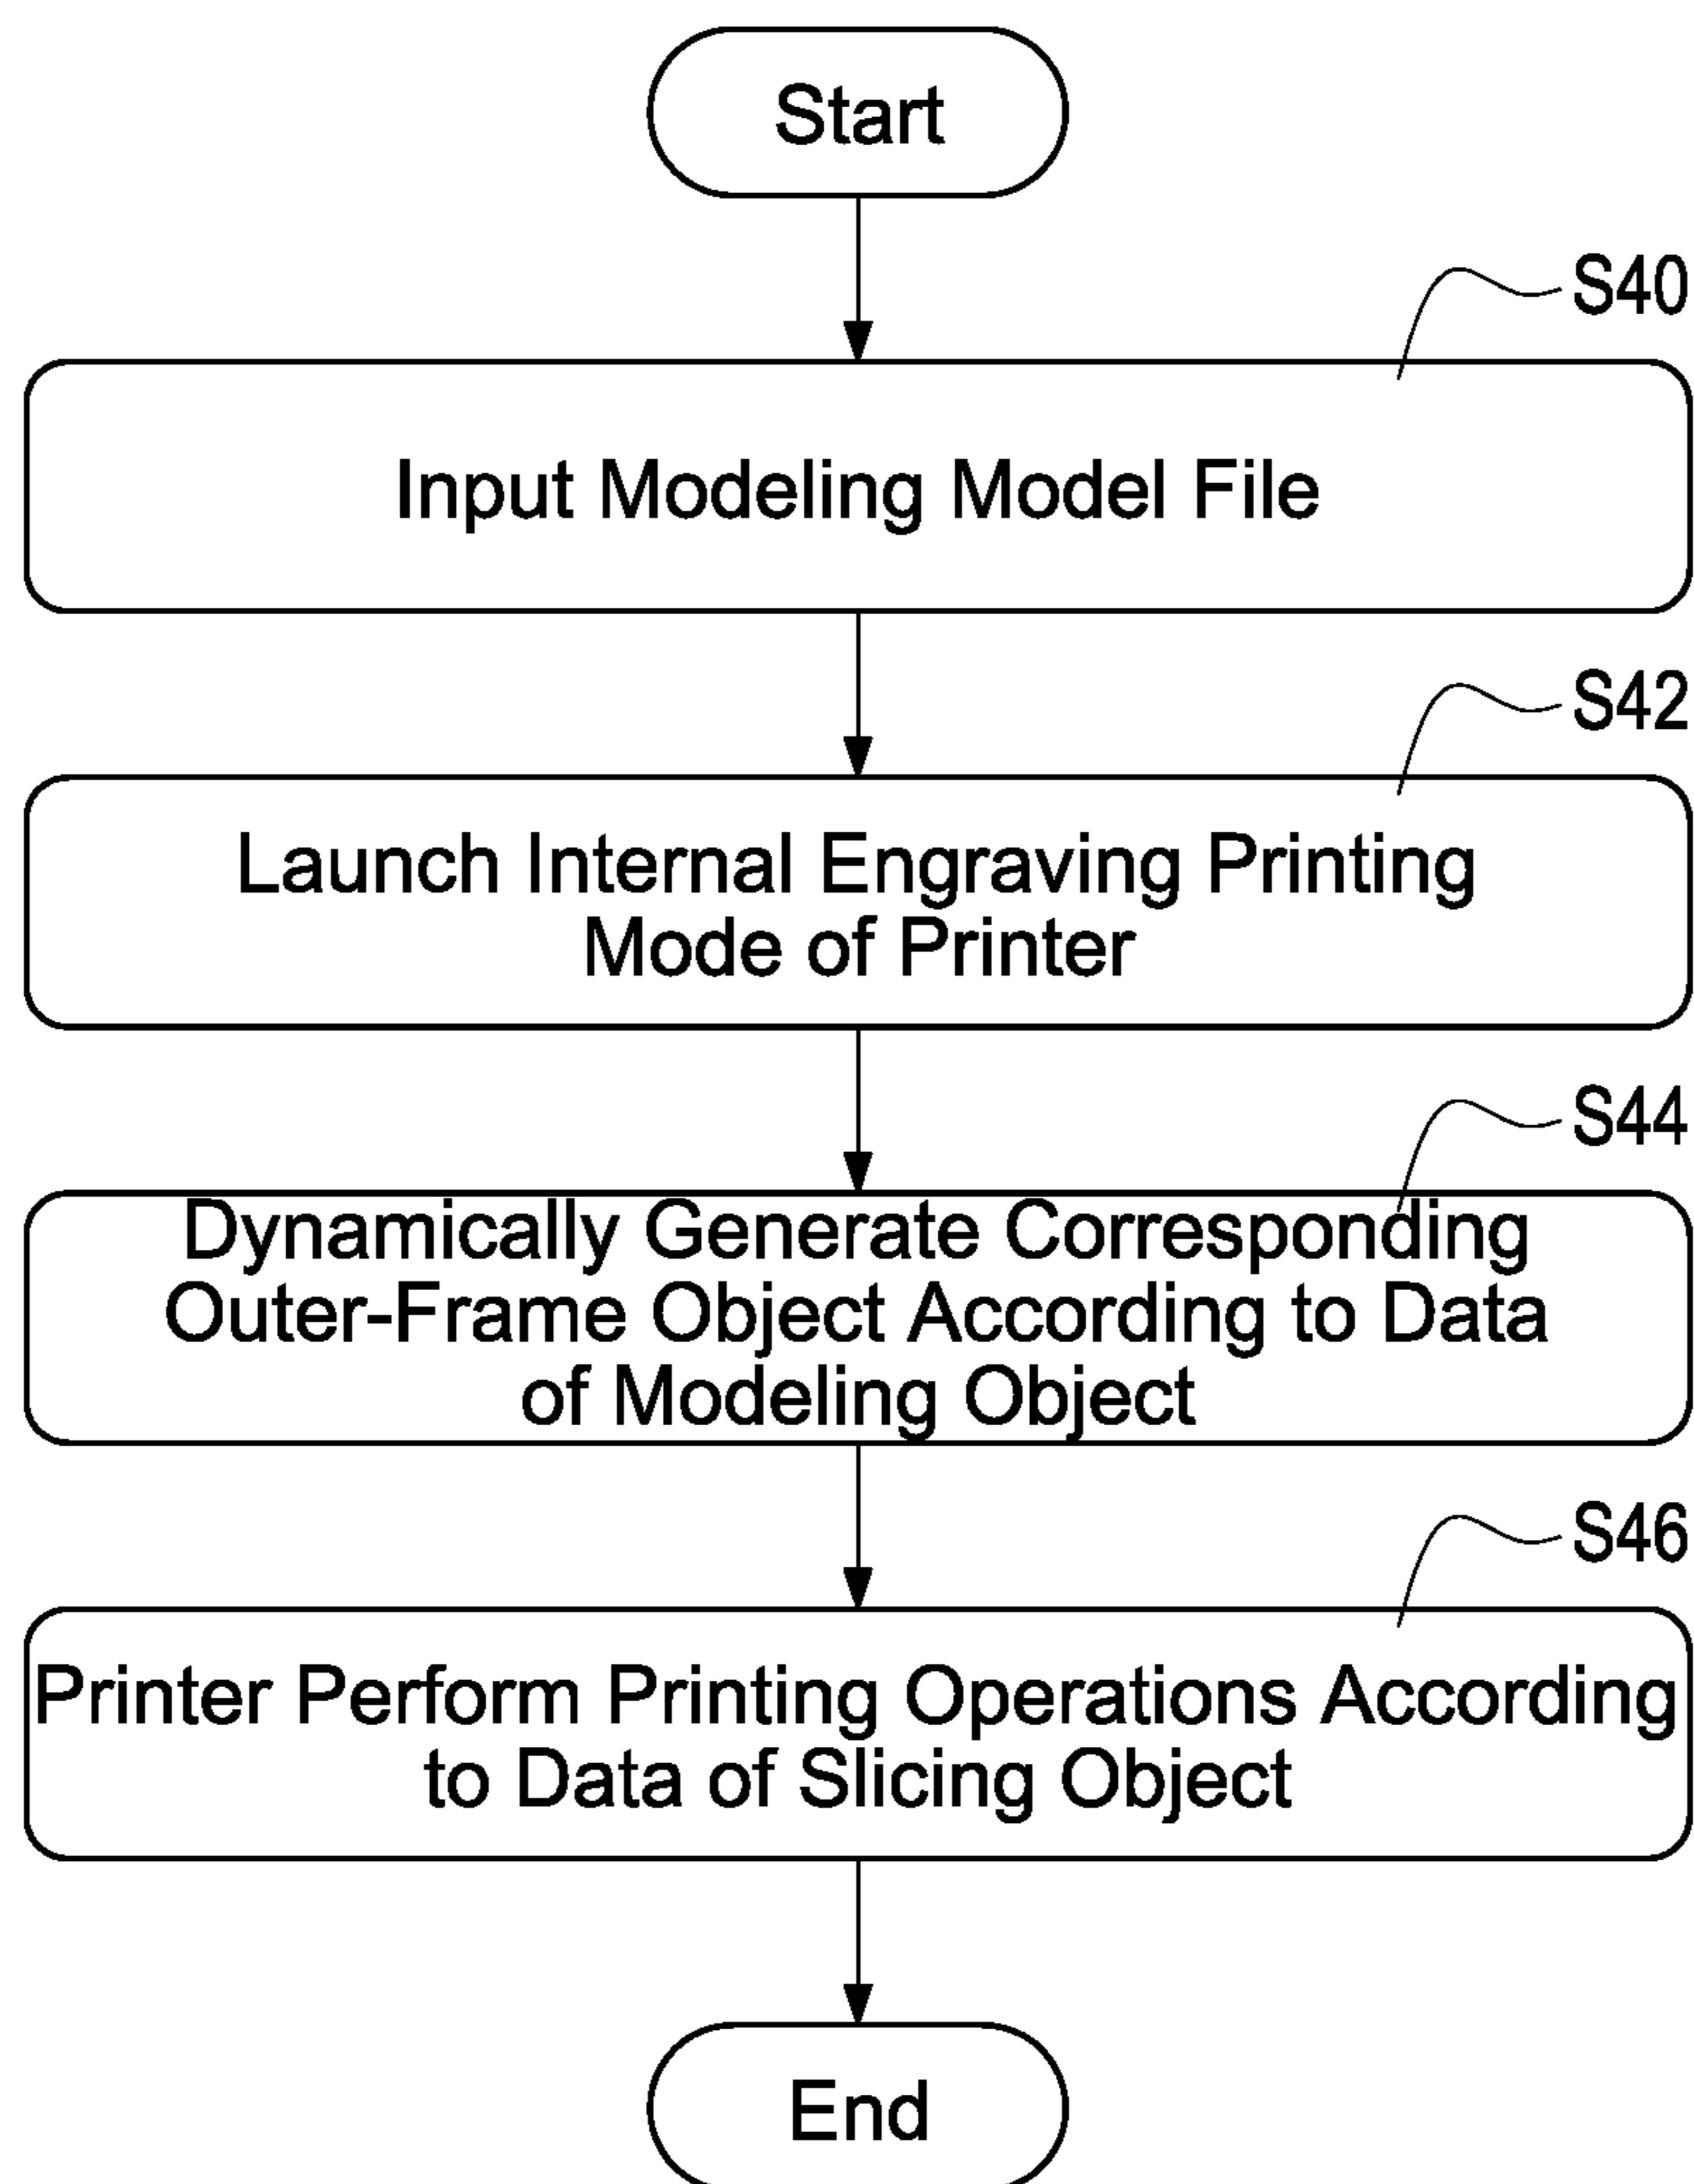 Start
S40
Input Modeling Model File
S42
Launch Internal Engraving Printing
Mode of Printer
S44
Dynamically Generate Corresponding
Outer-Frame Object According to Data
of Modeling Object
S46
Printer Perform Printing Operations According
to Data of Slicing Object
End